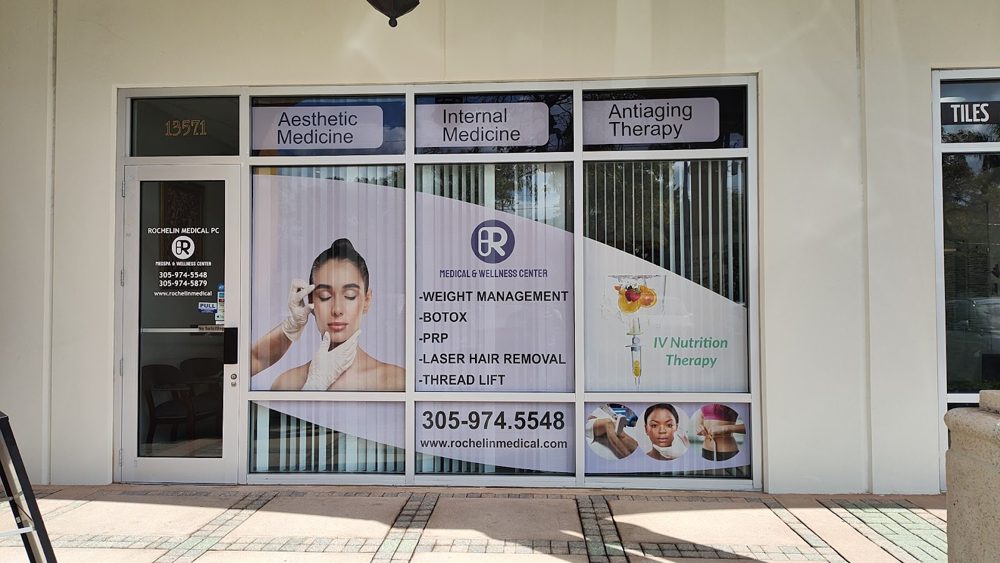 13571
Aesthetic
Medicine
Internal
Medicine
Antiaging
Therapy
TILES
ROCHELIN MEDICAL PC
R
MEDSPA & WELLNESS CENTER
305-974-5548
305-974-5879
www.rochelinmedical
PULL
No Soliciting
R
MEDICAL & WELLNESS CENTER
-WEIGHT MANAGEMENT
-BOTOX
-PRP
-LASER HAIR REMOVAL
-THREAD LIFT
IV Nutrition
Therapy
305-974.5548
www.rochelinmedical.com